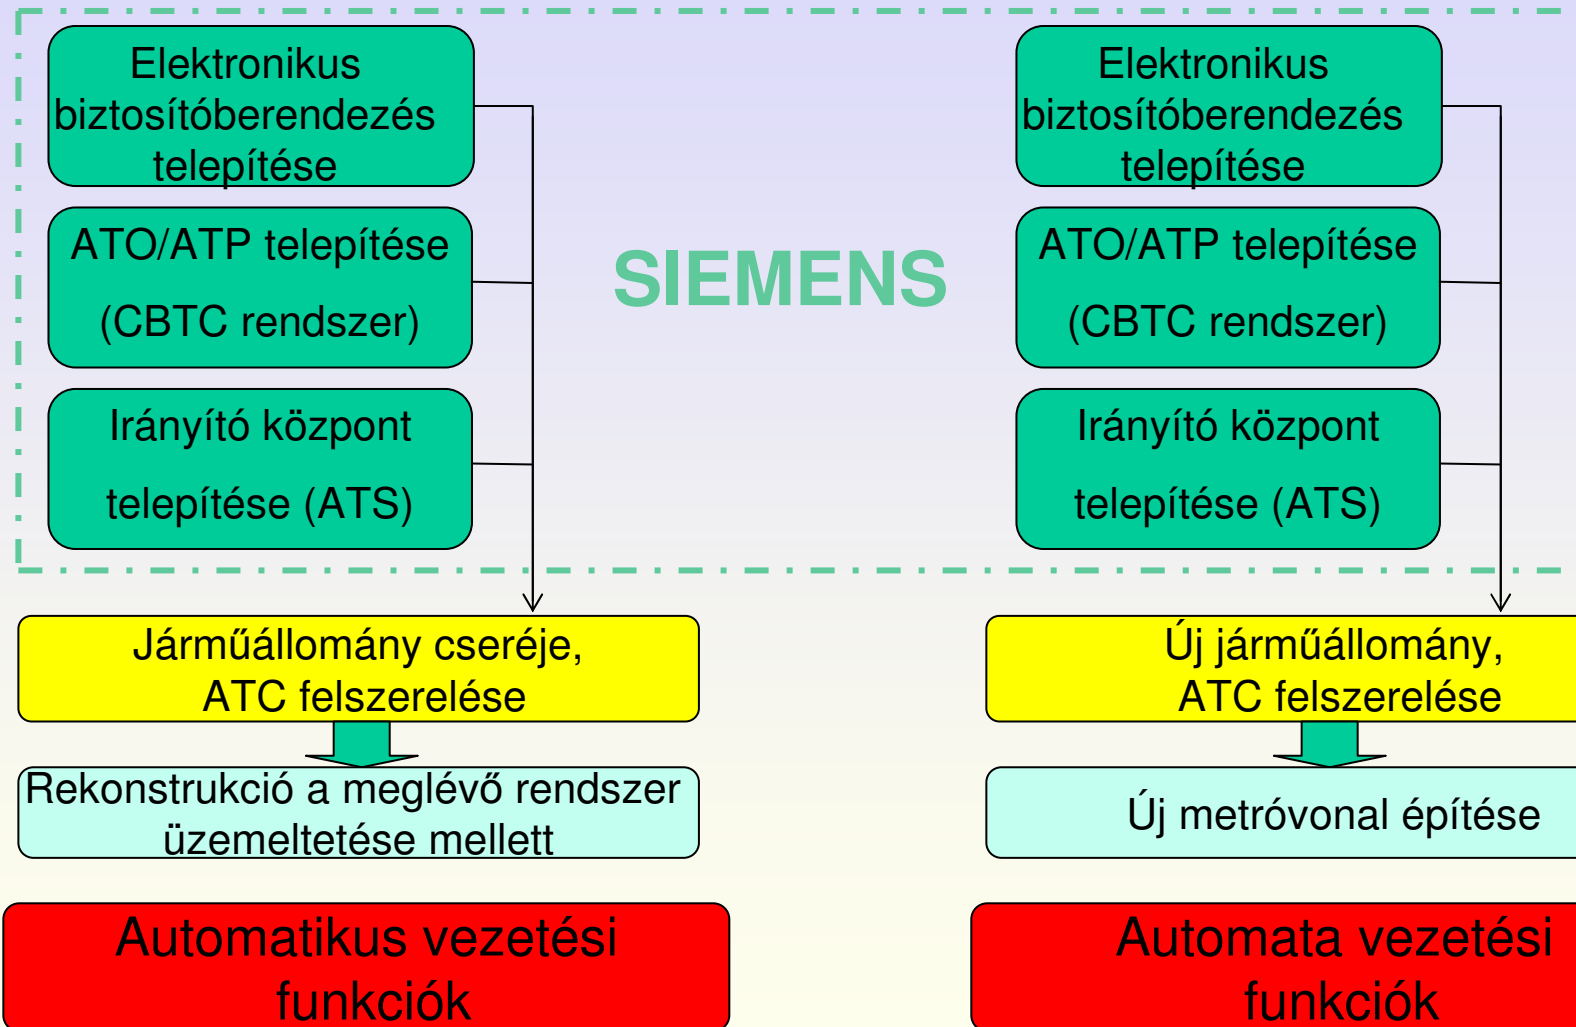 Elektronikus
biztosítóberendezés
telepítése
ATO/ATP telepítése
(CBTC rendszer)
Irányító központ
telepítése (ATS)
SIEMENS
Elektronikus
biztosítóberendezés
telepítése
ATO/ATP telepítése
(CBTC rendszer)
Irányító központ
telepítése (ATS)
Járműállomány cseréje,
ATC felszerelése
Rekonstrukció a meglévő rendszer
üzemeltetése mellett
Automatikus vezetési
funkciók
Új járműállomány,
ATC felszerelése
Új metróvonal építése
Automata vezetési
funkciók